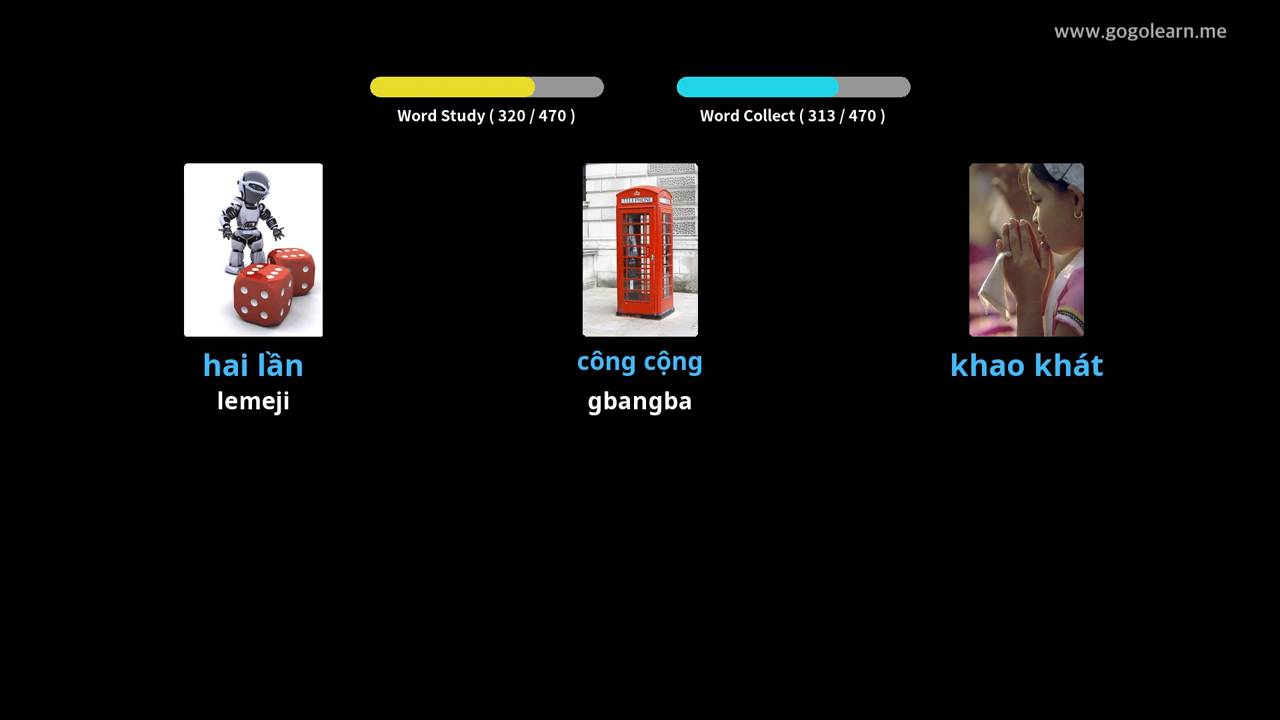 www.gogolearn.me
Word Study ( 320 / 470 )
Word Collect ( 313 / 470 )
TELEPHONE
hai lần
công cộng
khao khát
lemeji
gbangba